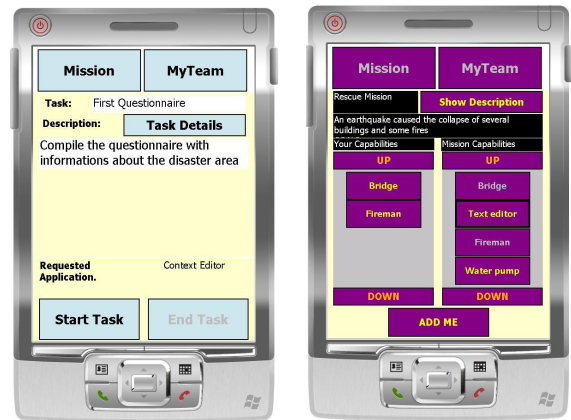 Mission MyTeam
Task: First Questionnaire
Description: Task Details
Compile the questionnaire with
informations about the disaster area
Requested
Application.
Context Editor
Start Task End Task
Mission MyTeam
Rescue Mission Show Description
An earthquake caused the collapse of several
buildings and some fires
Your Capabilities Mission Capabilities
UP UP
Bridge Bridge
Fireman Text editor
Fireman
Water pump
DOWN DOWN
ADD ME